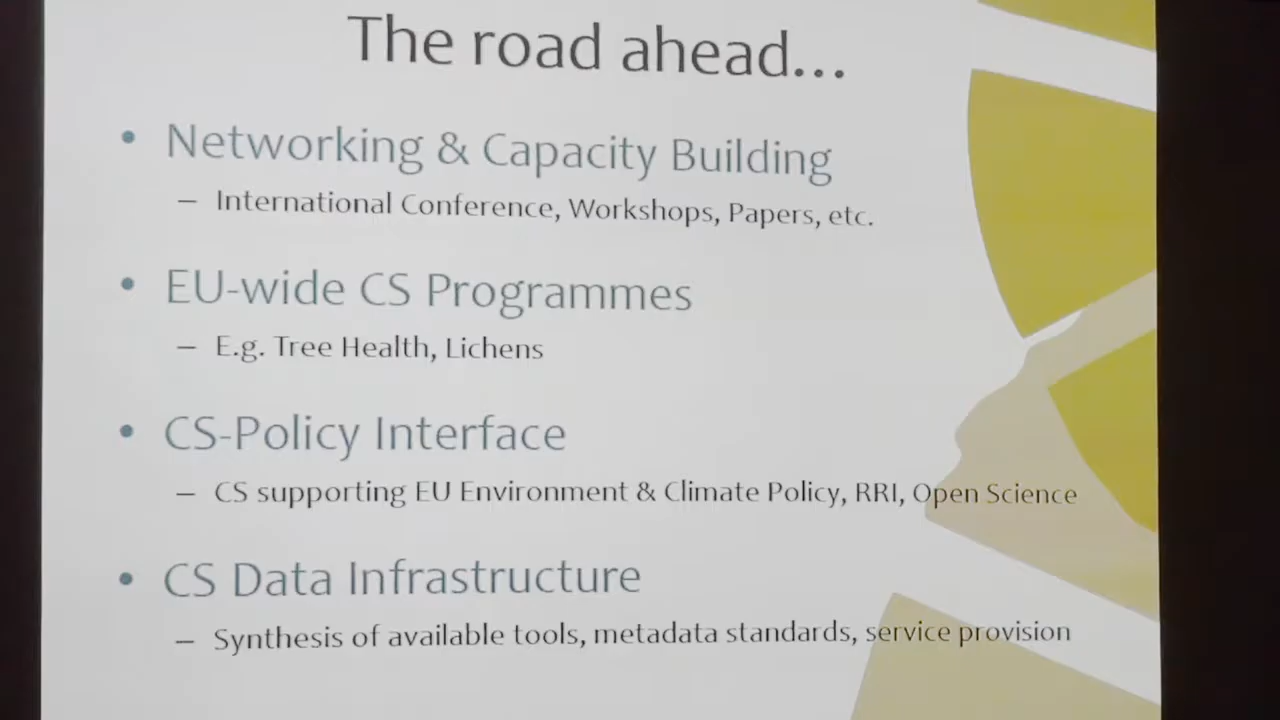 The road ahead...
• Networking & Capacity Building
– International Conference, Workshops, Papers, etc.
• EU-wide CS Programmes
– E.g. Tree Health, Lichens
• CS-Policy Interface
– CS supporting EU Environment & Climate Policy, RRI, Open Science
• CS Data Infrastructure
– Synthesis of available tools, metadata standards, service provision